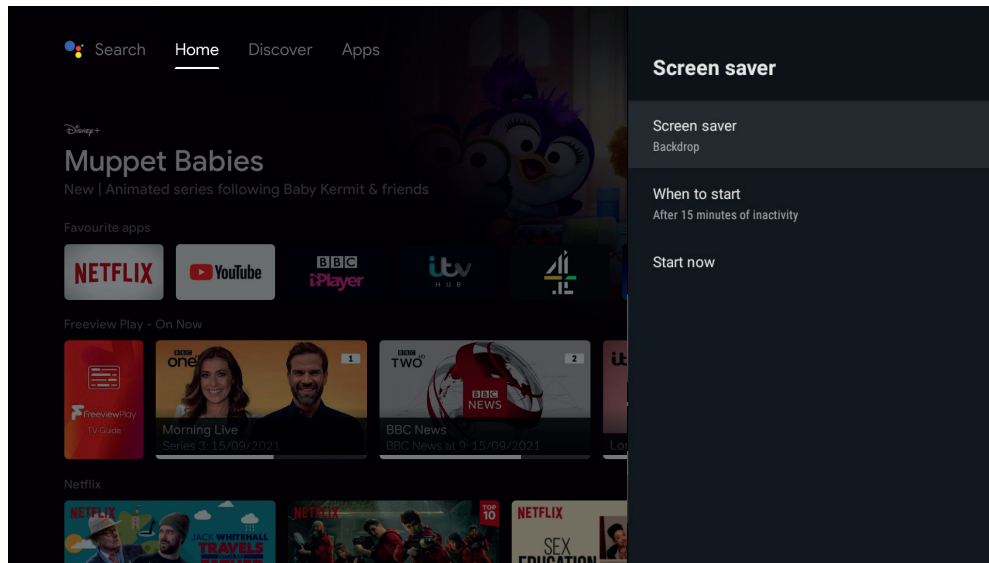 Search
Home
Discover
Apps
Disney+
Muppet Babies
New | Animated series following Baby Kermit & friends
Favourite apps
NETFLIX
YouTube
BBC
iPlayer
itv
HUB
4
Freeview Play - On Now
FreeviewPlay
TV Guide
BBC
one
1
Morning Live
Series 3: 15/09/2021
BBC
TWO HD
2
BBC
NEWS
BBC News
BBC News at 9: 15/09/2021
Lon
Netflix
NETFLIX
JACK WHITEHALL
TRAVELS
NETFLIX
TOP
10
NETFLIX
SEX
EDUCATION
Screen saver
Screen saver
Backdrop
When to start
After 15 minutes of inactivity
Start now